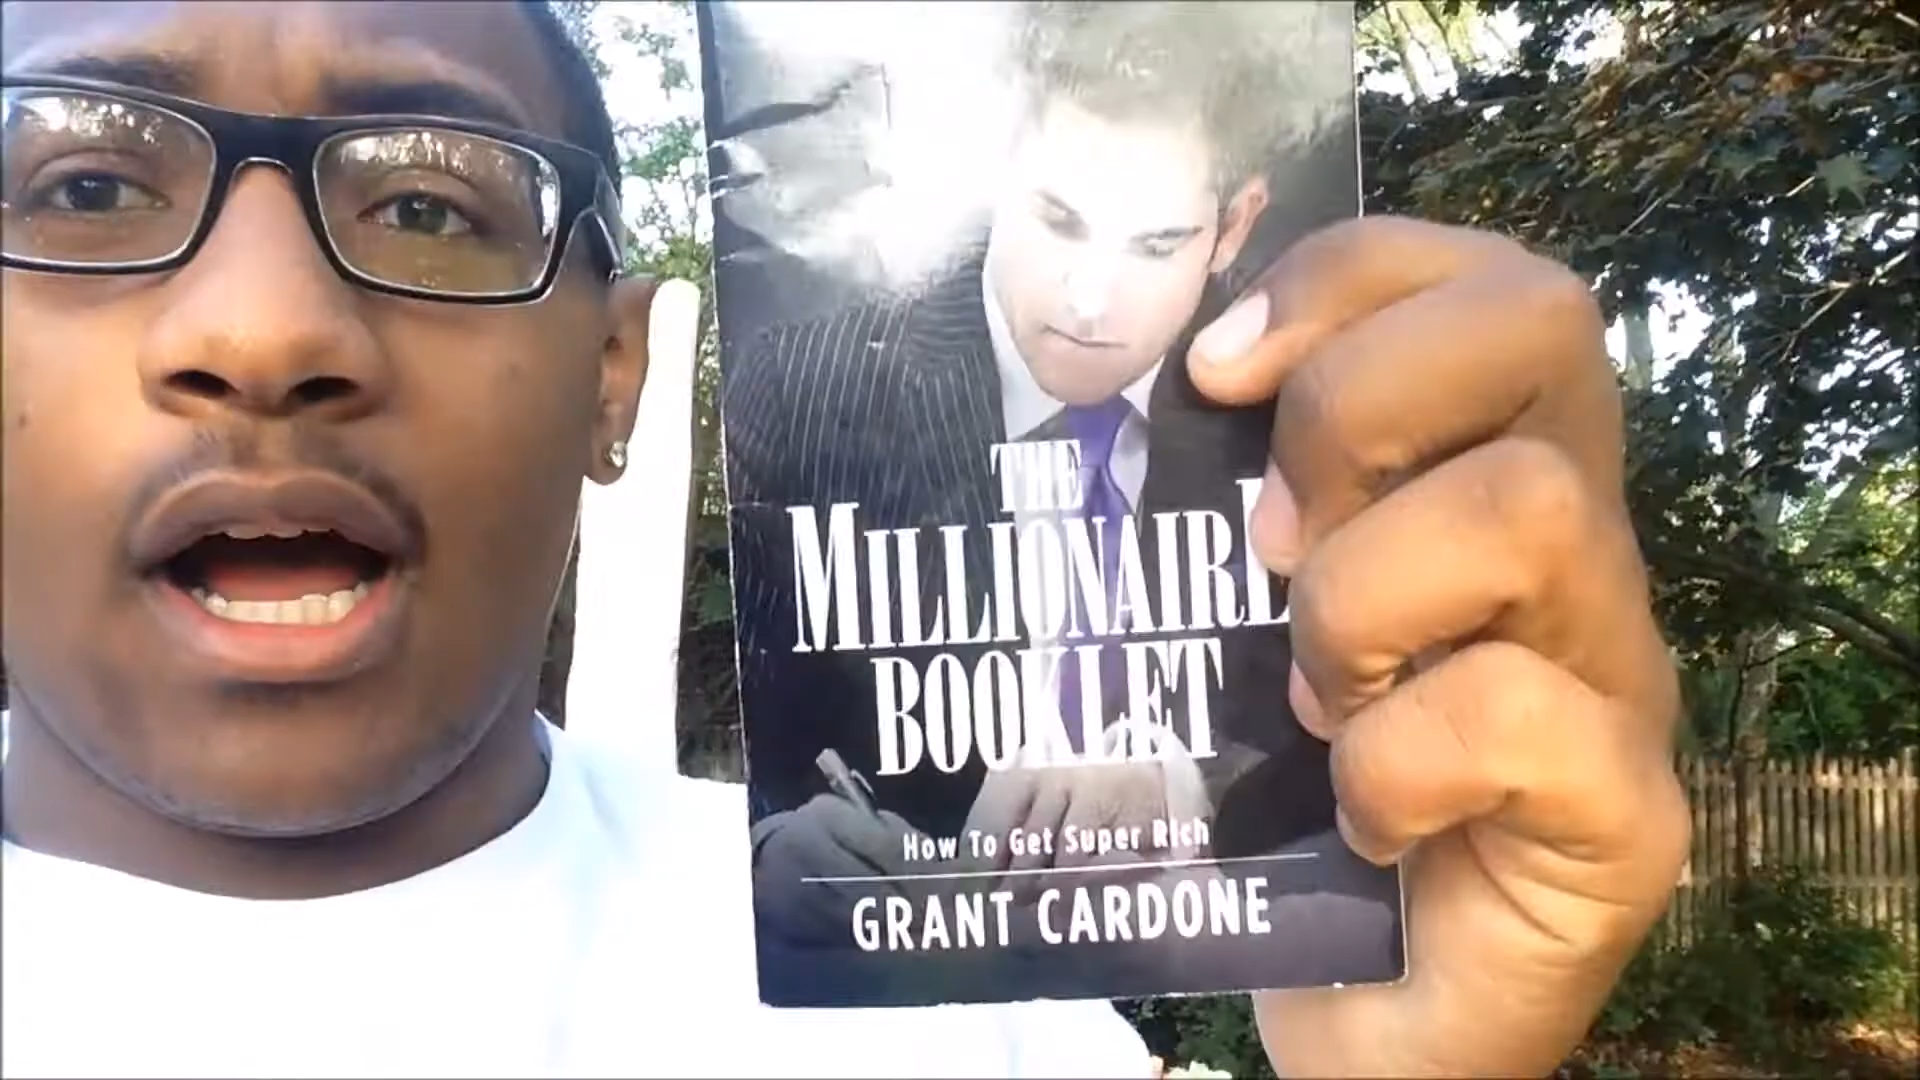 THE
MILLIONAIRE
BOOKLET
How To Get Super Rich
GRANT CARDONE